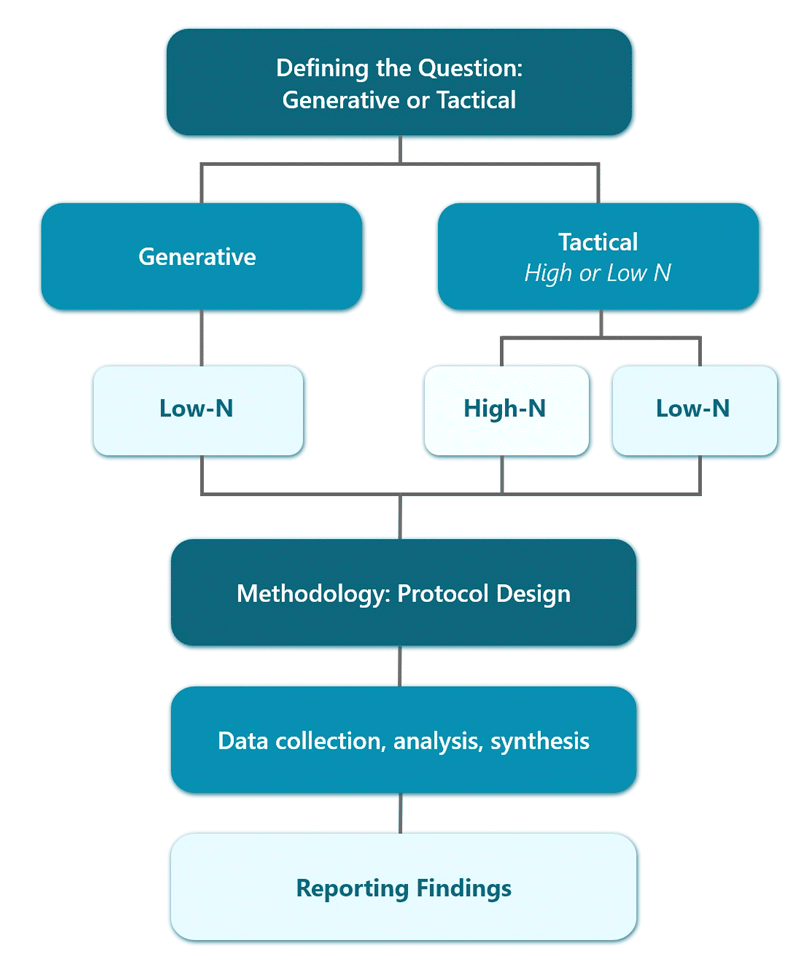 Defining the Question:
Generative or Tactical
Generative
Tactical
High or Low N
Low-N
High-N
Low-N
Methodology: Protocol Design
Data collection, analysis, synthesis
Reporting Findings